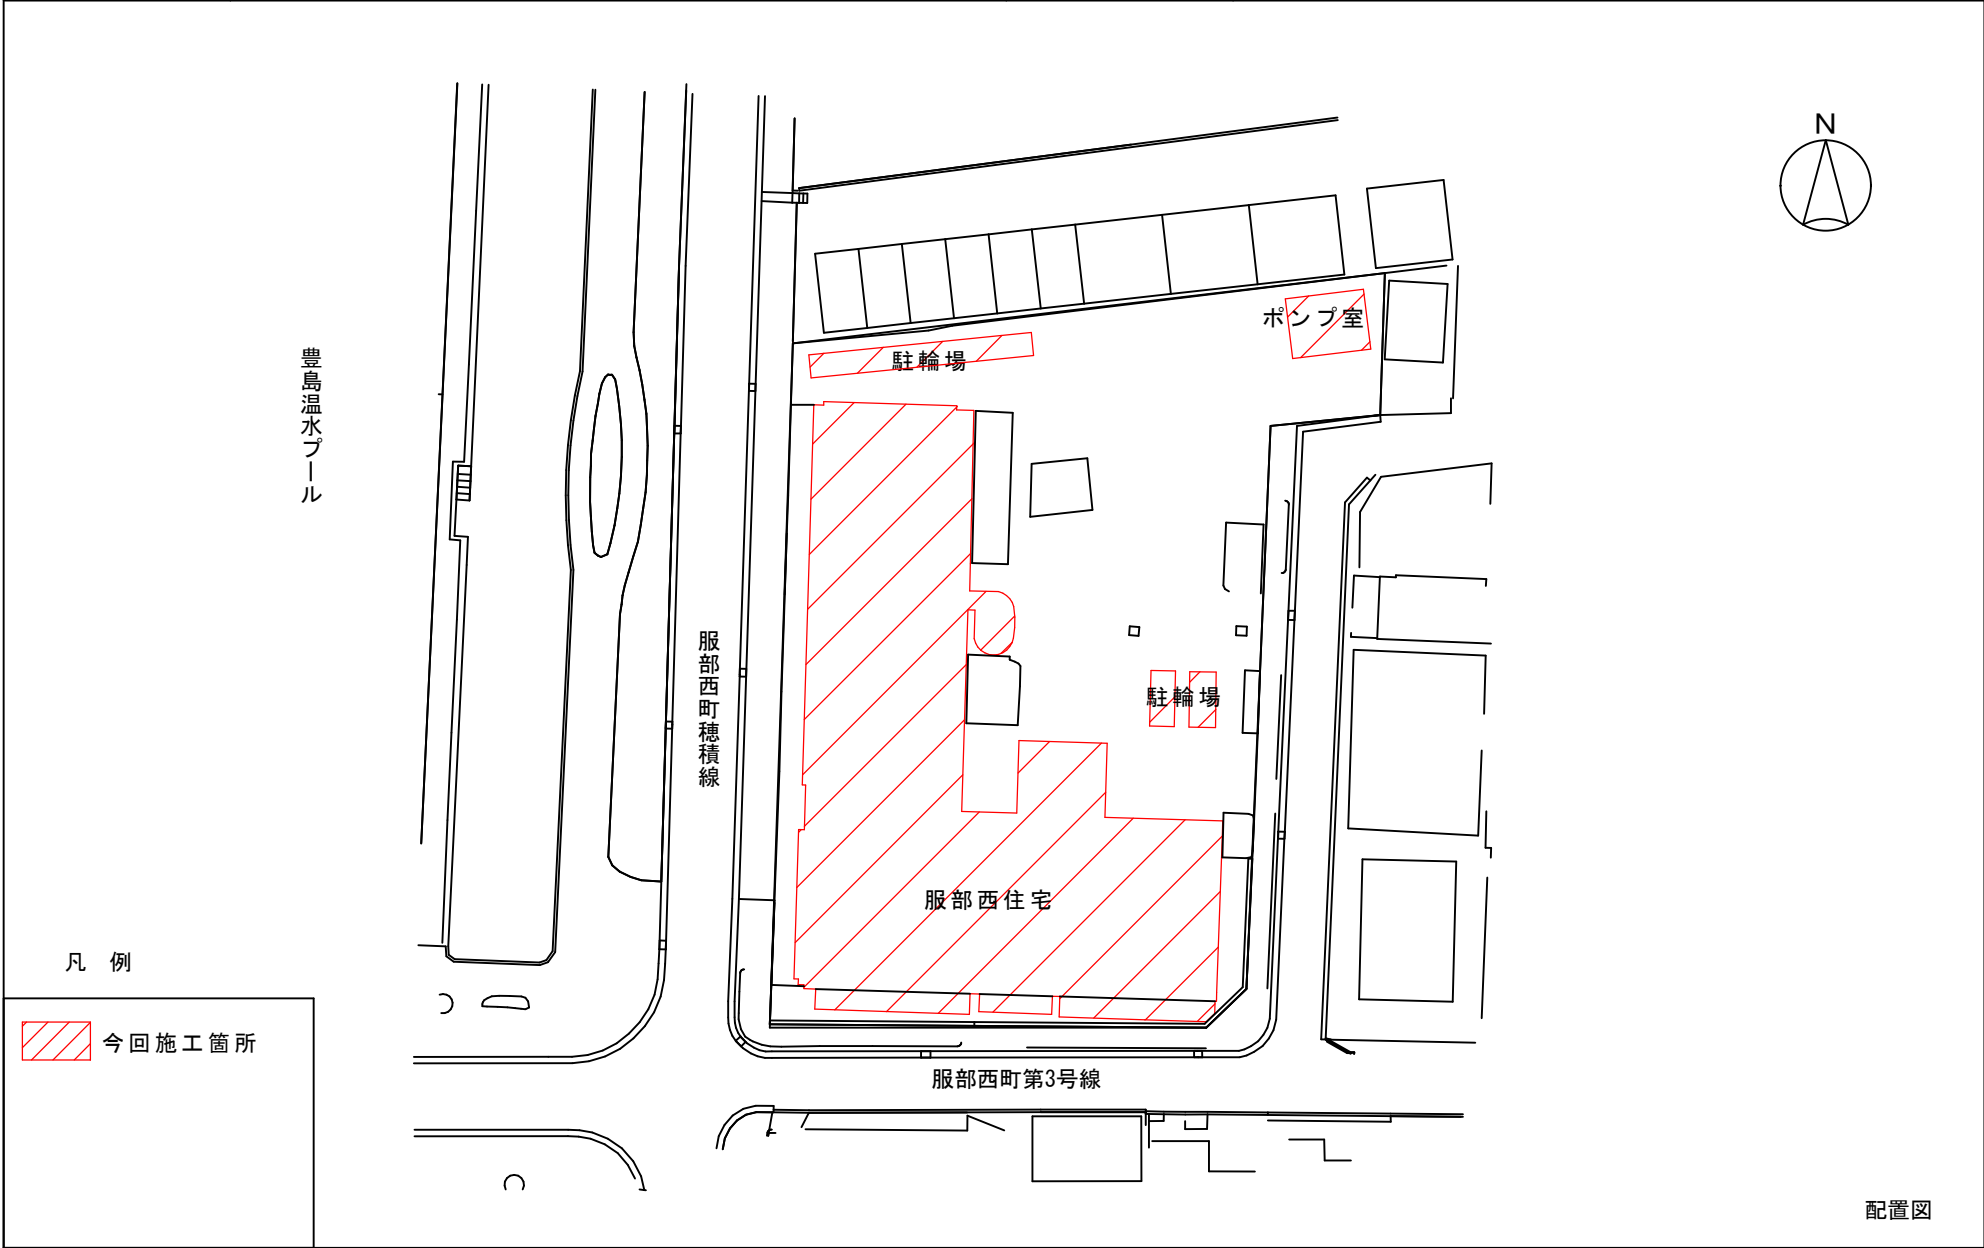 N
ポンプ室
駐輪場
豊島温水プール
服部西町穂積線
駐輪場
服部西住宅
凡 例
今回施工箇所
服部西町第3号線
配置図